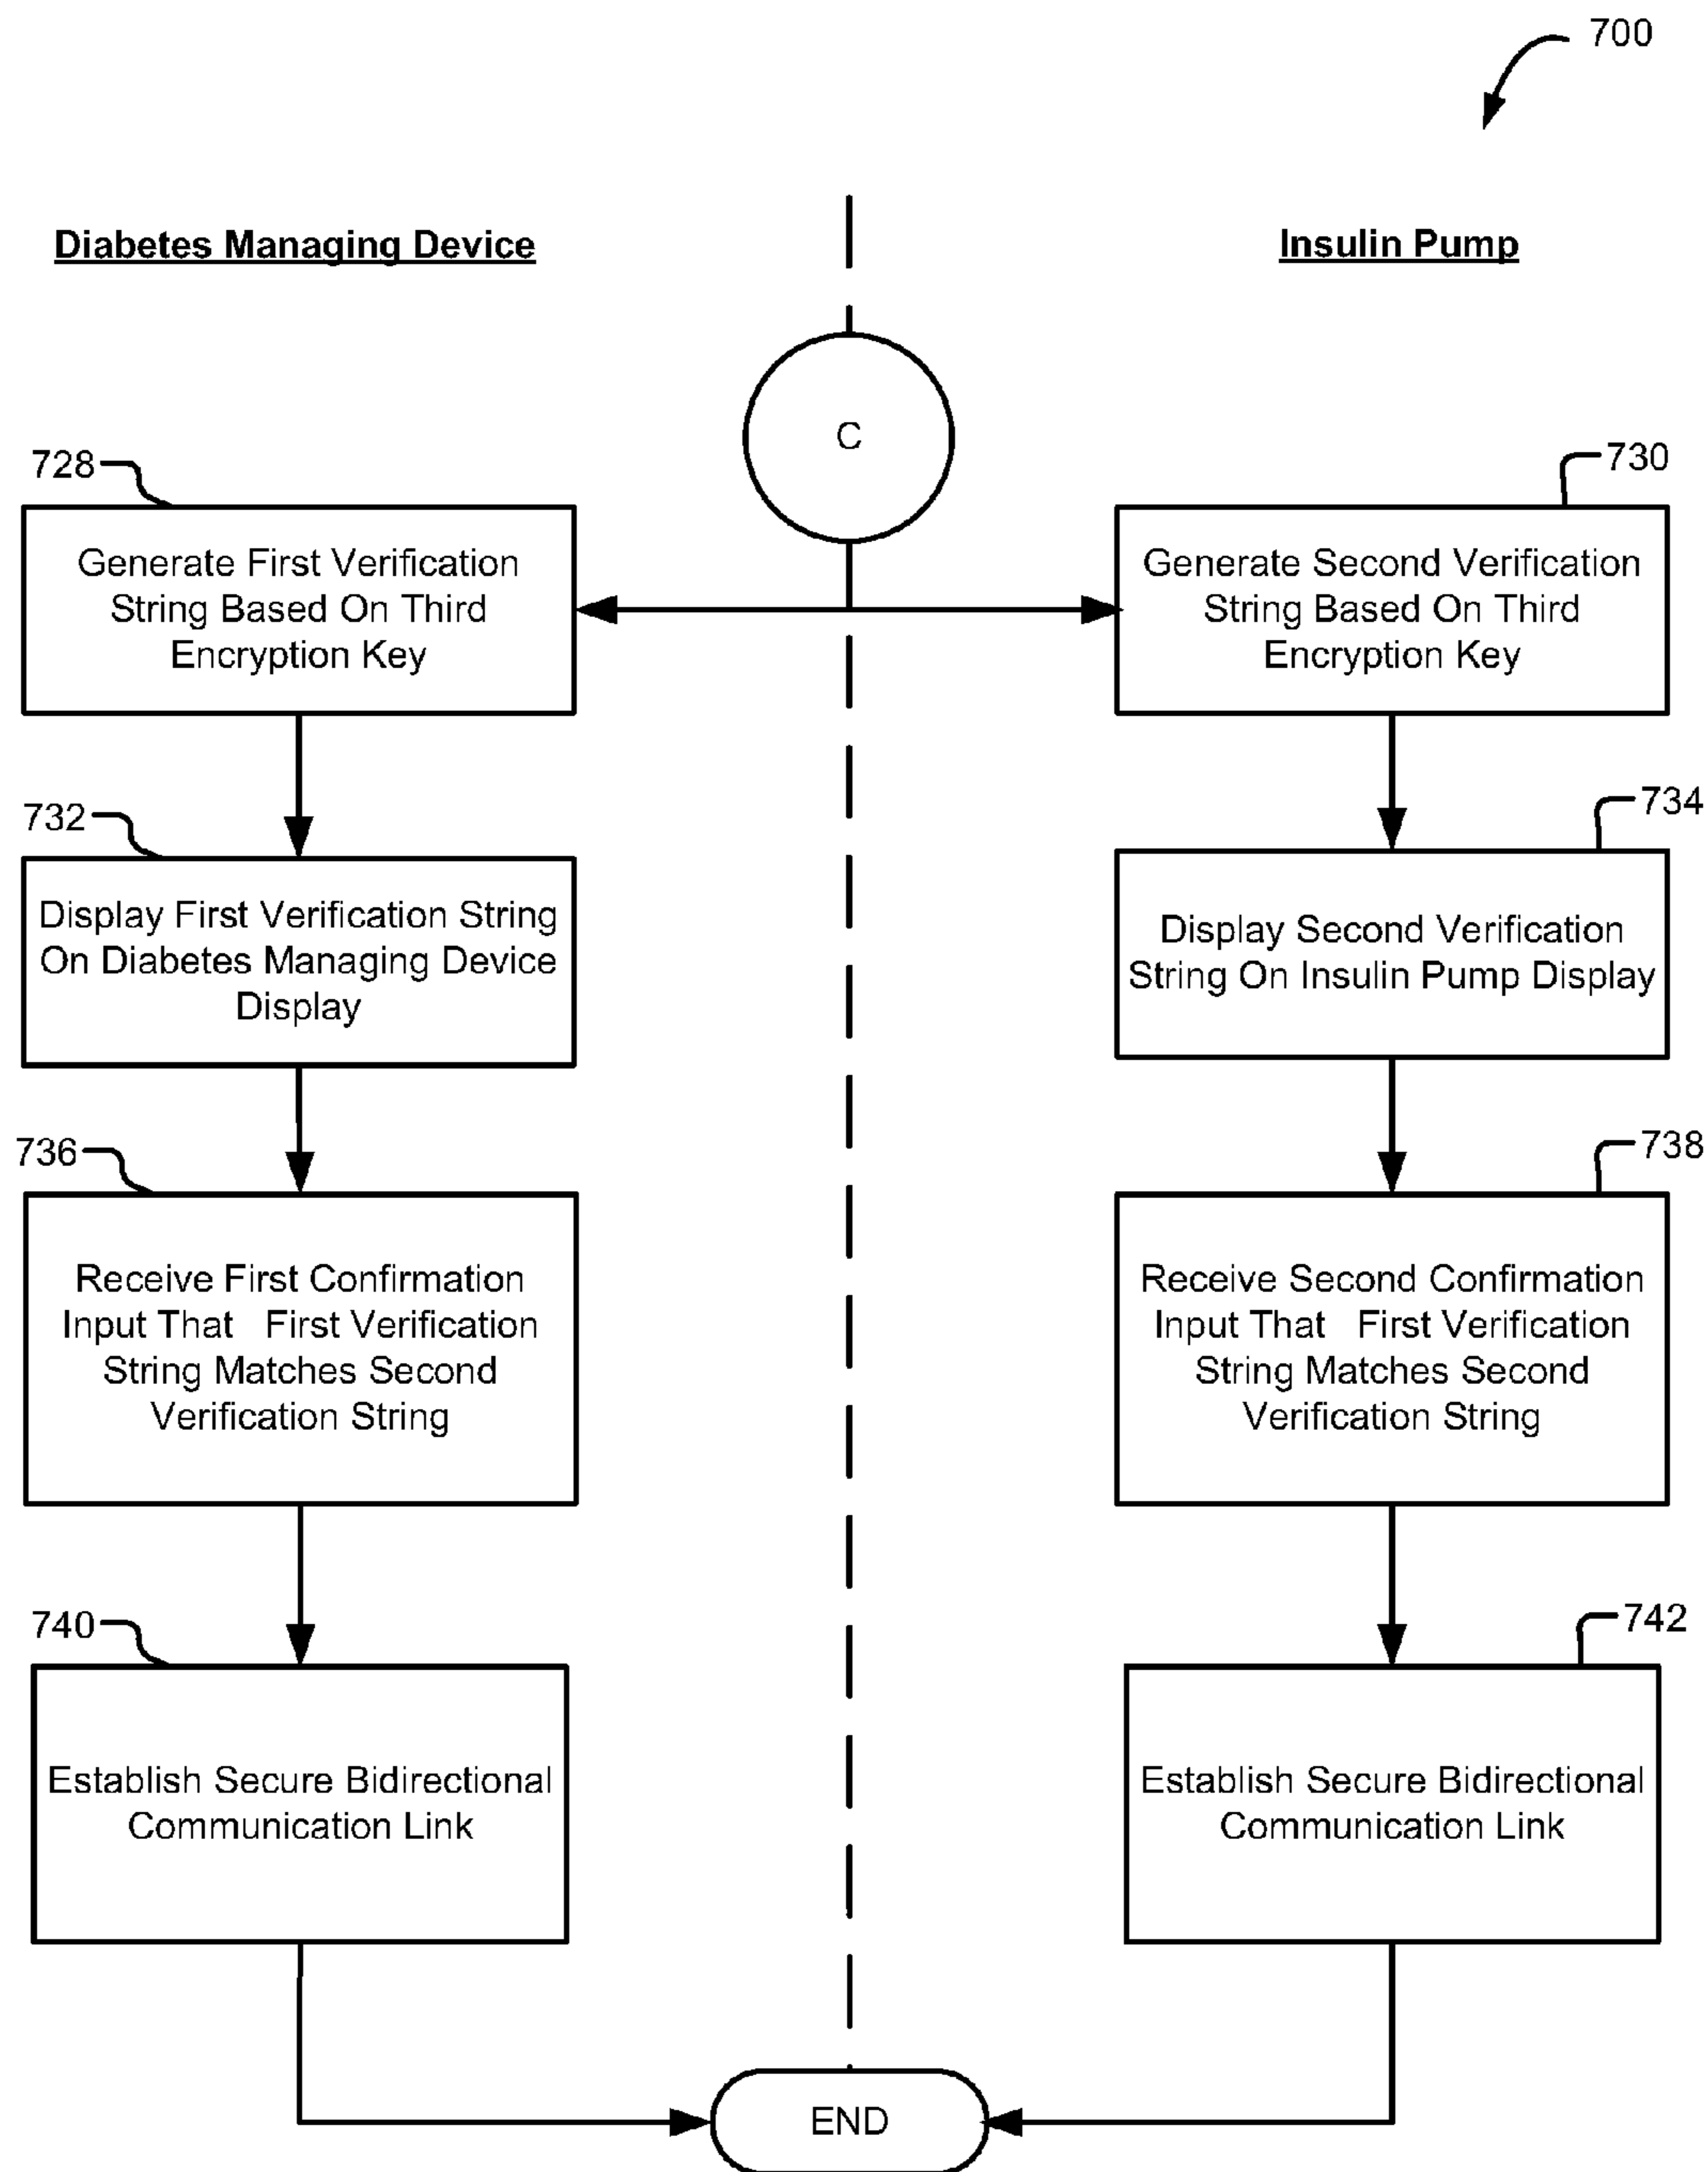 700
Diabetes Managing Device
Insulin Pump
C
728
Generate First Verification
String Based On Third
Encryption Key
730
Generate Second Verification
String Based On Third
Encryption Key
732
Display First Verification String
On Diabetes Managing Device
Display
734
Display Second Verification
String On Insulin Pump Display
736
Receive First Confirmation
Input That First Verification
String Matches Second
Verification String
738
Receive Second Confirmation
Input That First Verification
String Matches Second
Verification String
740
Establish Secure Bidirectional
Communication Link
742
Establish Secure Bidirectional
Communication Link
END